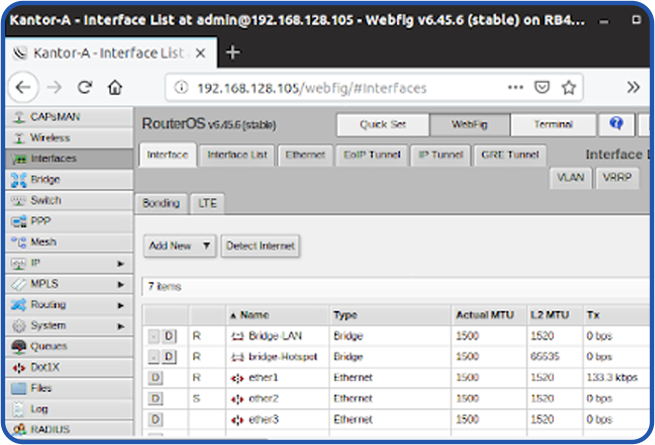 Kantor-A - Interface List at admin@192.168.128.105 - Webfig v6.45.6 (stable) on RB4...
Kantor-A - Interface List
192.168.128.105/webfig/#Interfaces
CAPsMAN
Wireless
Interfaces
Bridge
Switch
PPP
Mesh
IP
MPLS
Routing
System
Queues
Dot1X
Files
Log
RADIUS
RouterOS v6.45.6 (stable)
Quick Set WebFig Terminal
Interface Interface List Ethernet EoIP Tunnel IP Tunnel GRE Tunnel Interface
VLAN VRRP
Bonding LTE
Add New ▼ Detect Internet
7 items
▲ Name Type Actual MTU L2 MTU Tx
- D R Bridge-LAN Bridge 1500 1520 0 bps
- D R bridge-Hotspot Bridge 1500 65535 0 bps
D R ether1 Ethernet 1500 1520 133.3 kbps
D S ether2 Ethernet 1500 1520 0 bps
D ether3 Ethernet 1500 1520 0 bps